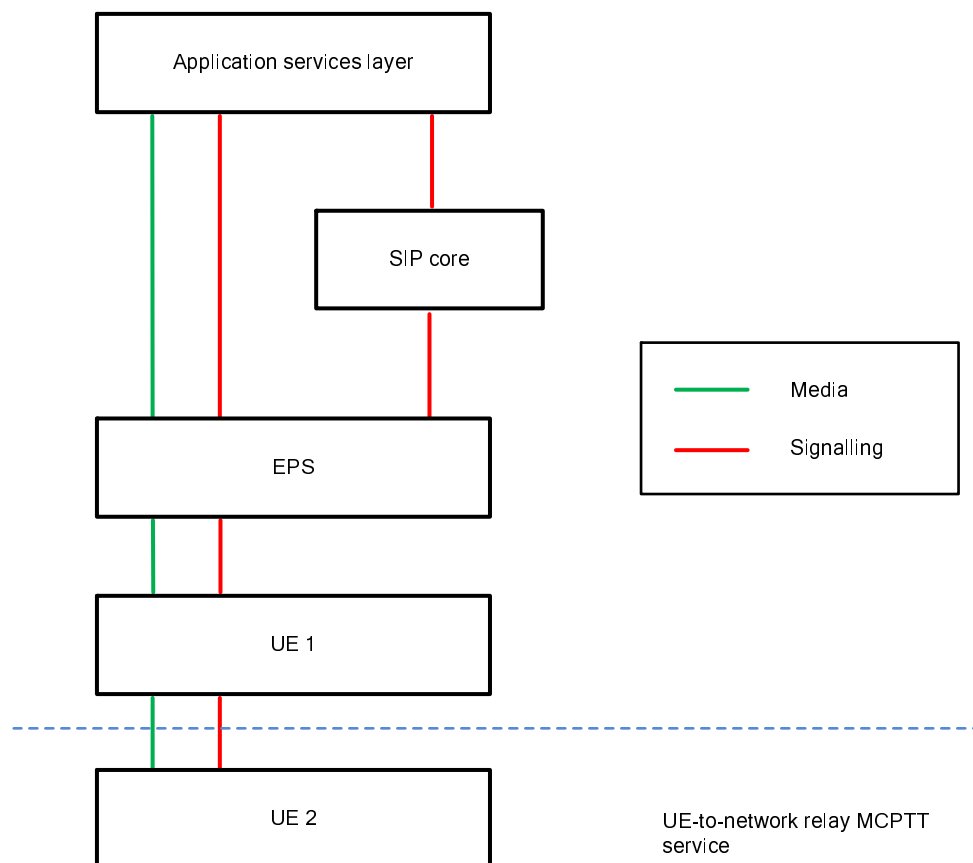 Application services layer
SIP core
Media
EPS
Signalling
UE 1
UE 2
UE-to-network relay MCPTT
service